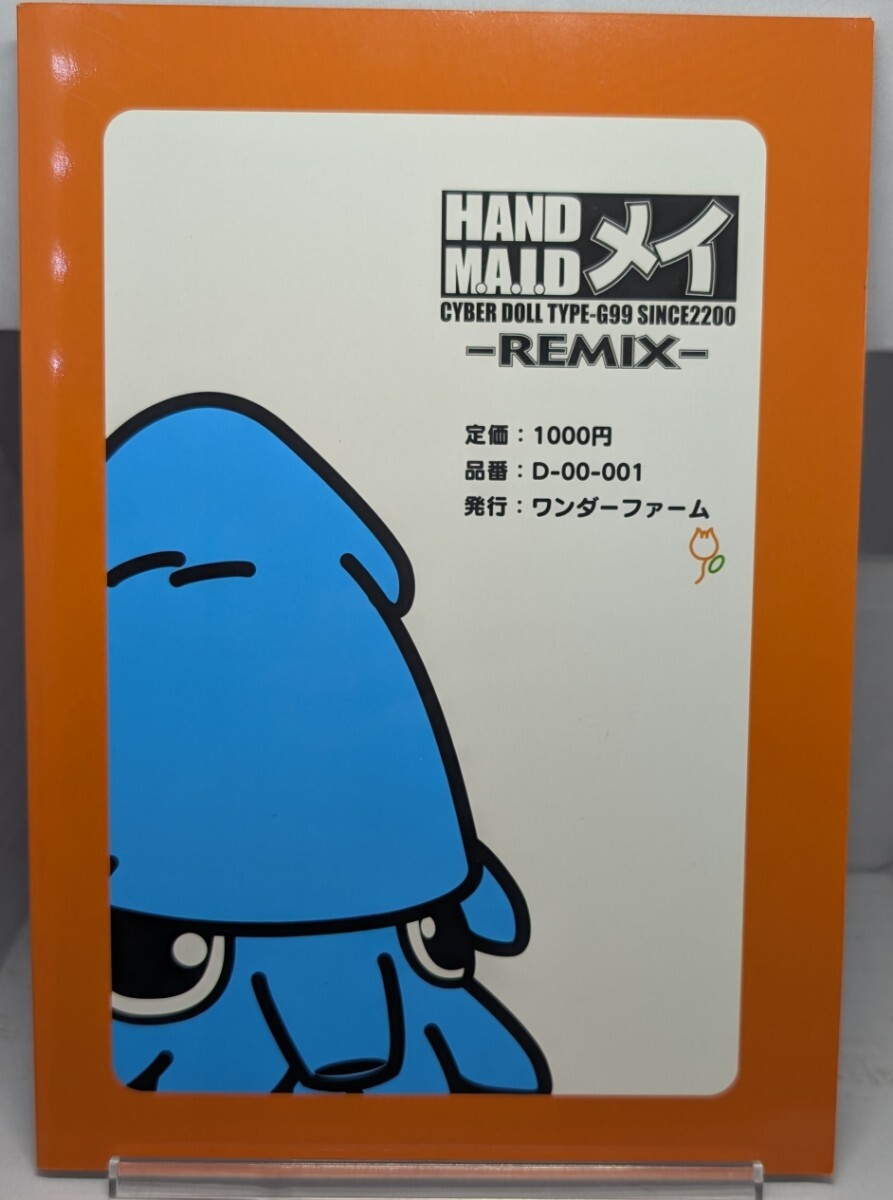 HAND
M.A.I.D メイ
CYBER DOLL TYPE-G99 SINCE2200
-REMIX-
定価：1000円
品番：D-00-001
発行：ワンダーファーム